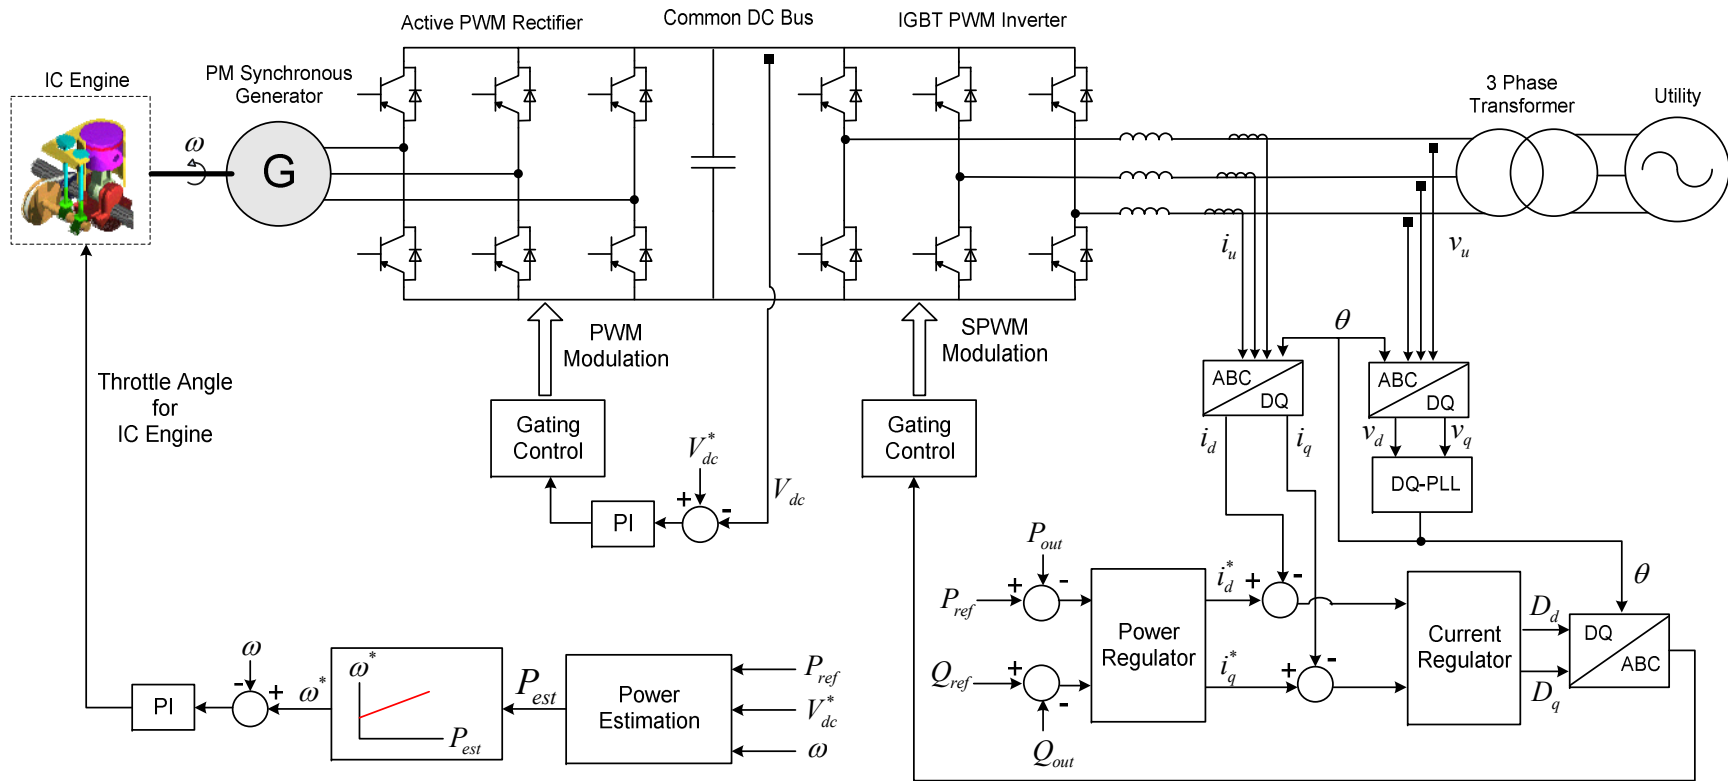 Active PWM Rectifier
Common DC Bus
IGBT PWM Inverter
IC Engine
PM Synchronous
Generator
3 Phase
Transformer
Utility
ω
G
i_u
v_u
PWM
Modulation
SPWM
Modulation
θ
Throttle Angle
for
IC Engine
Gating
Control
Gating
Control
ABC
DQ
ABC
DQ
V*_dc
+
-
V_dc
PI
i_d
i_q
v_d
v_q
DQ-PLL
P_out
P_ref
+
-
Power
Regulator
i*_d
+
-
Current
Regulator
D_d
θ
DQ
ABC
Q_ref
+
-
Q_out
i*_q
+
-
D_q
ω
-
+
PI
ω*
ω*
P_est
P_est
Power
Estimation
P_ref
V*_dc
ω